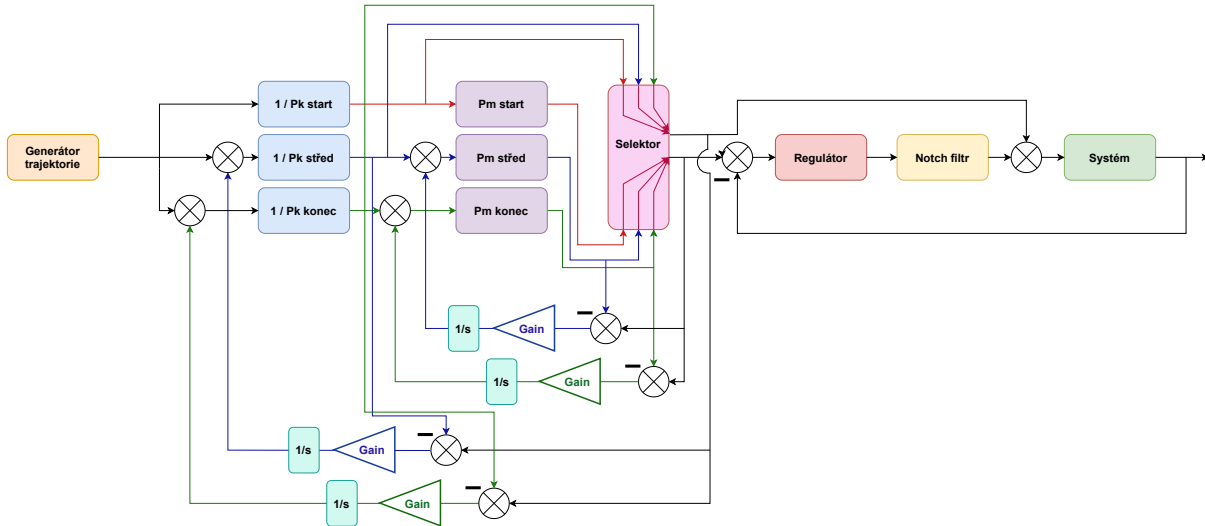 1 / Pk start
Pm start
Generátor
trajektorie
1 / Pk střed
Pm střed
Selektor
Regulátor
Notch filtr
Systém
1 / Pk konec
Pm konec
1/s
Gain
1/s
Gain
1/s
Gain
1/s
Gain